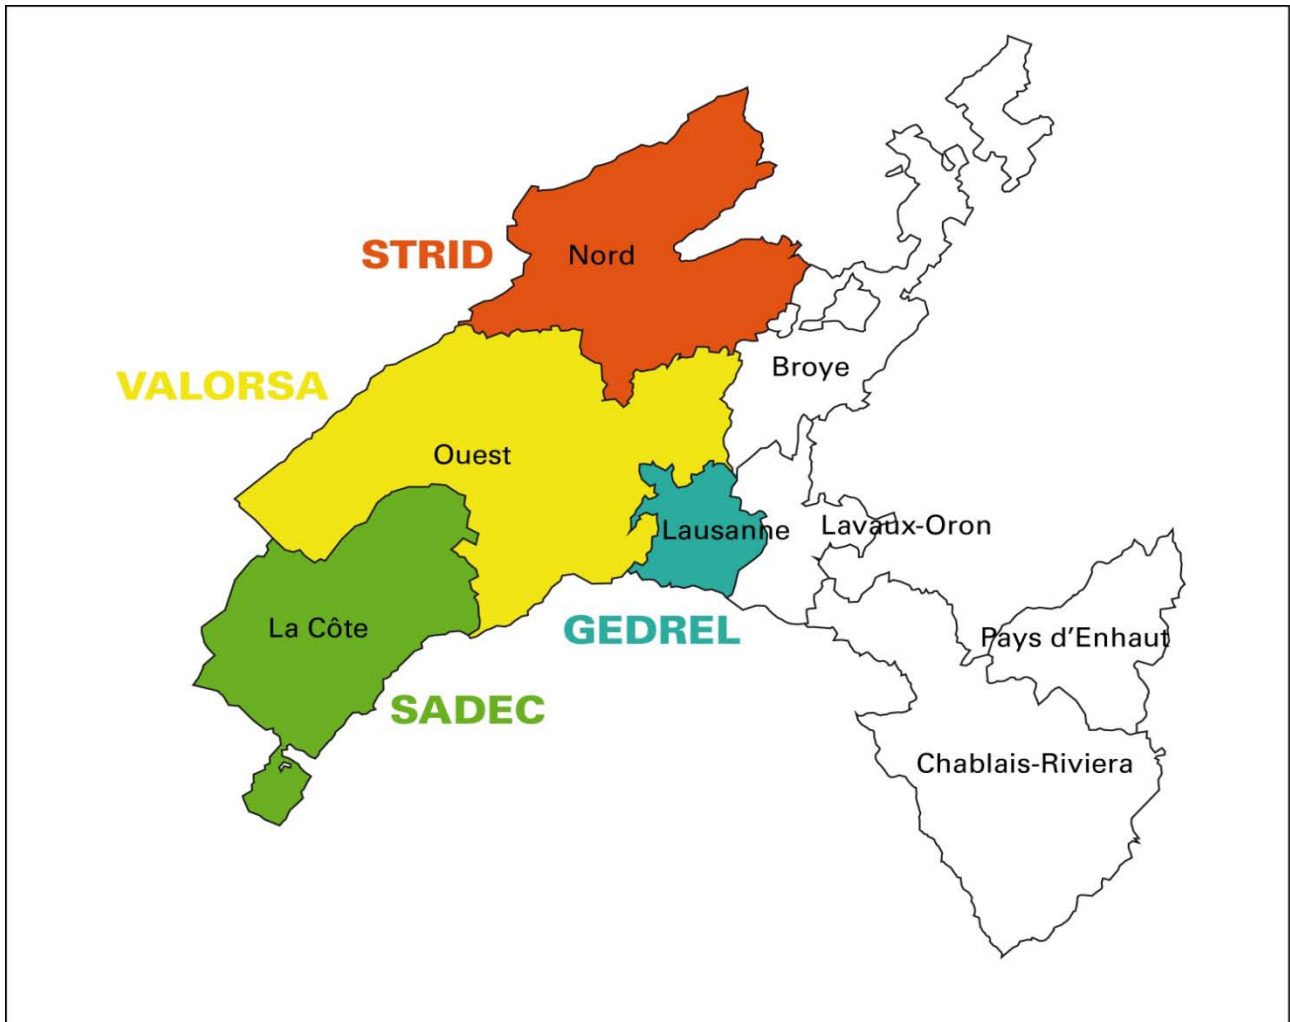 STRID
Nord
Broye
VALORSA
Ouest
Lausanne
Lavaux-Oron
La Côte
GEDREL
Pays d'Enhaut
SADEC
Chablais-Riviera